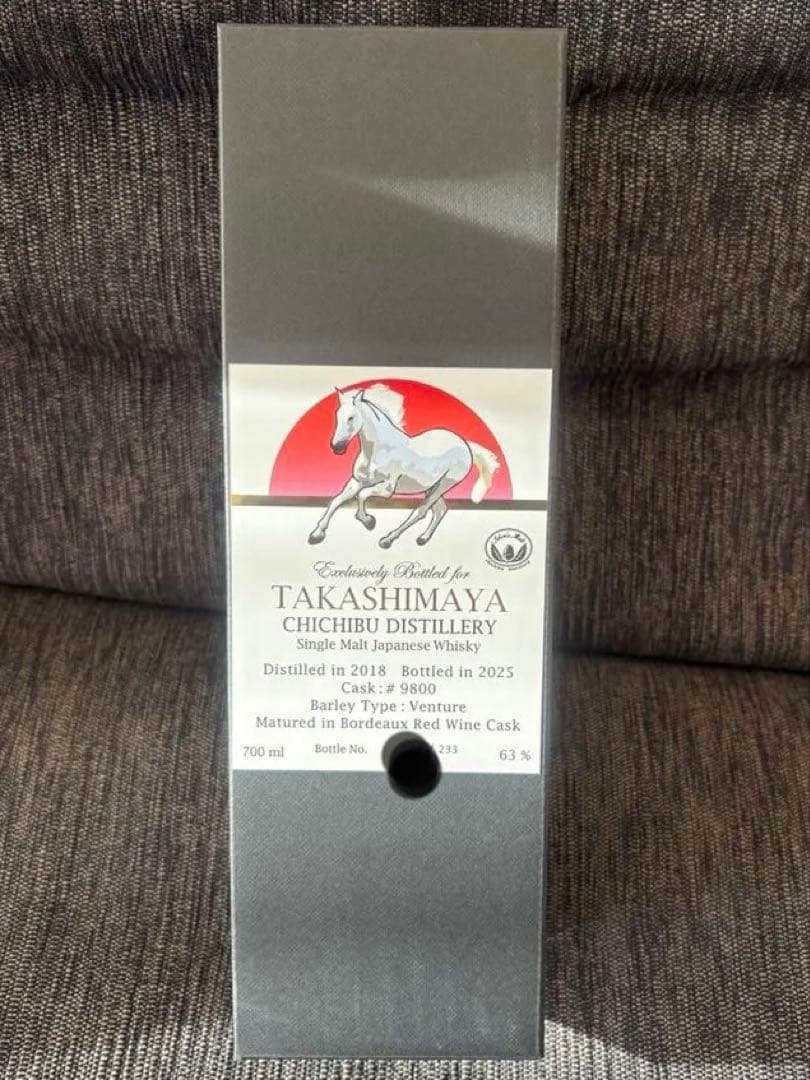 Exclusively Bottled for
TAKASHIMAYA
CHICHIBU DISTILLERY
Single Malt Japanese Whisky
Distilled in 2018 Bottled in 2025
Cask : # 9800
Barley Type : Venture
Matured in Bordeaux Red Wine Cask
700 ml Bottle No. 233 63 %